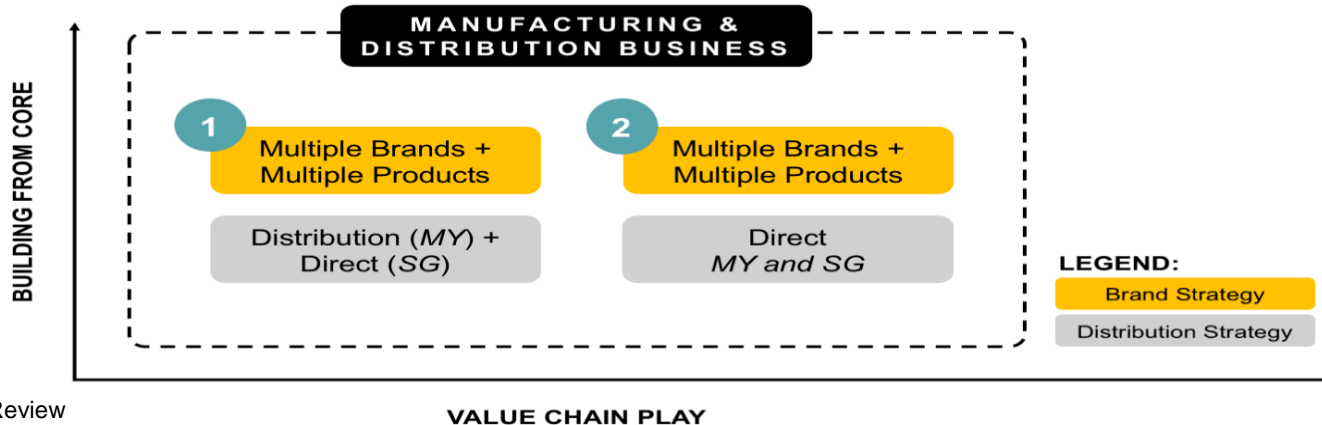 MANUFACTURING &
DISTRIBUTION BUSINESS
BUILDING FROM CORE
1
Multiple Brands +
Multiple Products
Distribution (MY) +
Direct (SG)
2
Multiple Brands +
Multiple Products
Direct
MY and SG
LEGEND:
Brand Strategy
Distribution Strategy
Review
VALUE CHAIN PLAY